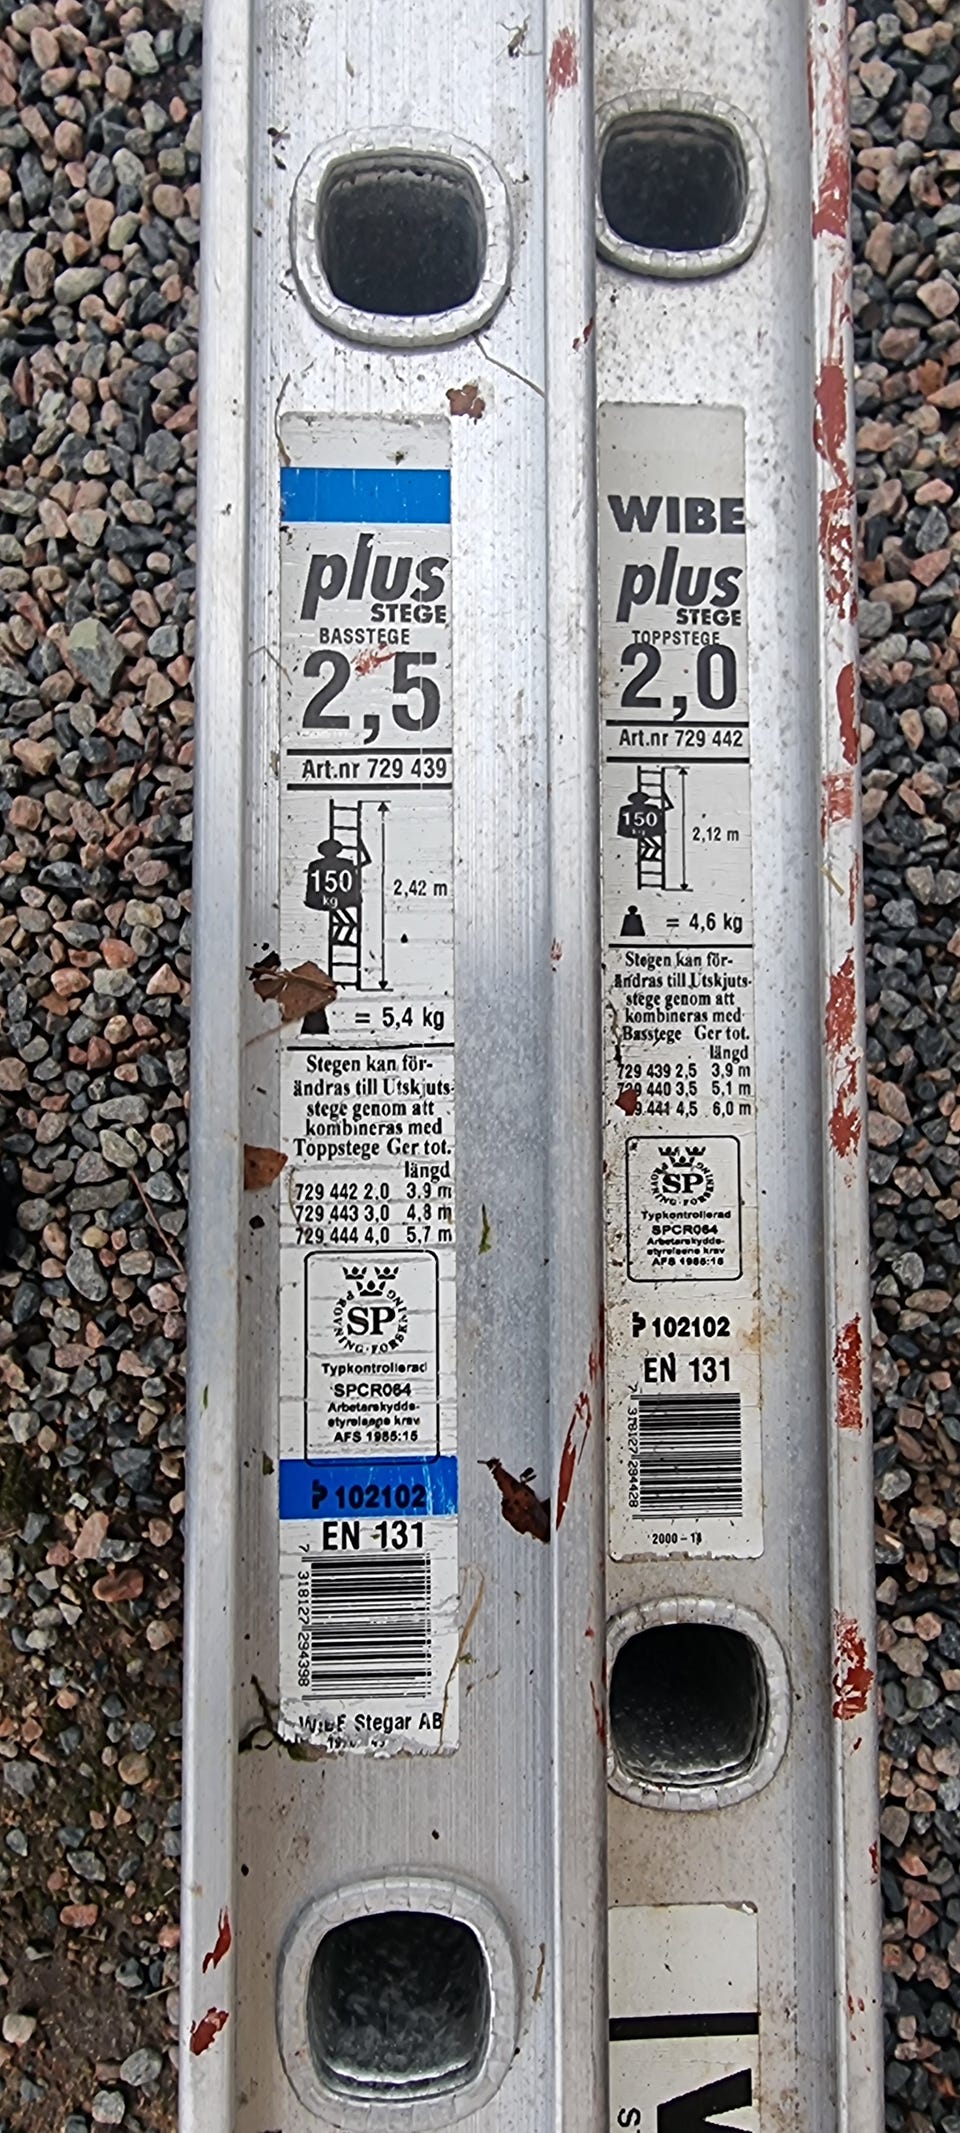 plus
STEGE
BASSTEGE
2,5
Art.nr 729 439
150
kg
2,42 m
= 5,4 kg
Stegen kan för-
ändras till Utskjuts-
stege genom att
kombineras med
Toppstege Ger tot.
längd
729 442 2,0 3,9 m
729 443 3,0 4,8 m
729 444 4,0 5,7 m
PROVNING·FORSKNING
SP
Typkontrollerad
SPCR064
Arbetarskydds-
styrelsens krav
AFS 1985:15
102102
EN 131
7 318127 294398
WIBE Stegar AB
WIBE
plus
STEGE
TOPPSTEGE
2,0
Art.nr 729 442
150
kg
2,12 m
= 4,6 kg
Stegen kan för-
ändras till Utskjuts-
stege genom att
kombineras med
Basstege Ger tot.
längd
729 439 2,5 3,9 m
729 440 3,5 5,1 m
729 441 4,5 6,0 m
PROVNING·FORSKNING
SP
Typkontrollerad
SPCR064
Arbetarskydds-
styrelsens krav
AFS 1985:15
102102
EN 131
7 318127 294428